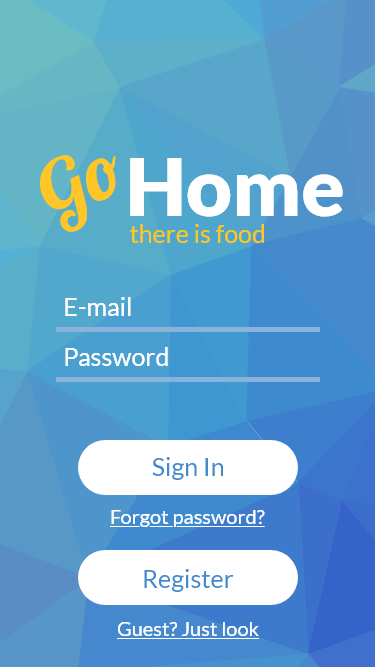 Go Home
there is food
E-mail
Password
Sign In
Forgot password?
Register
Guest? Just look